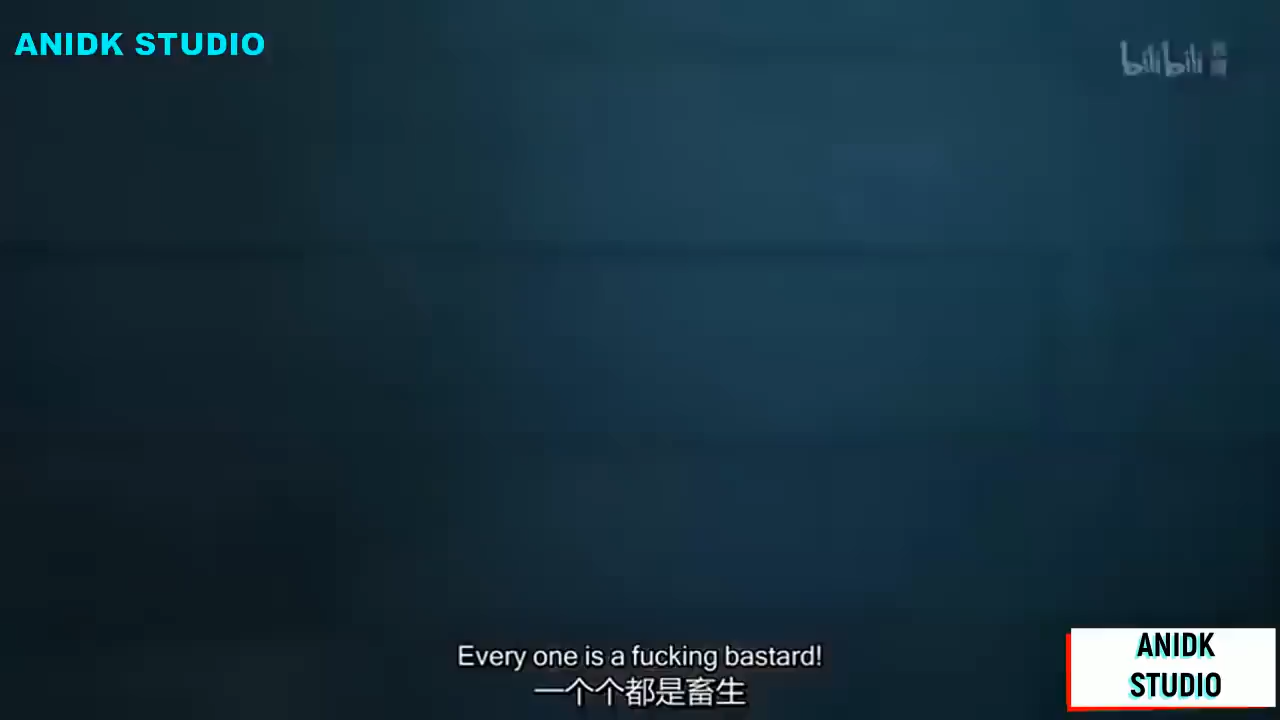 ANIDK STUDIO
bilibili
Every one is a fucking bastard!
一个个都是畜生
ANIDK
STUDIO